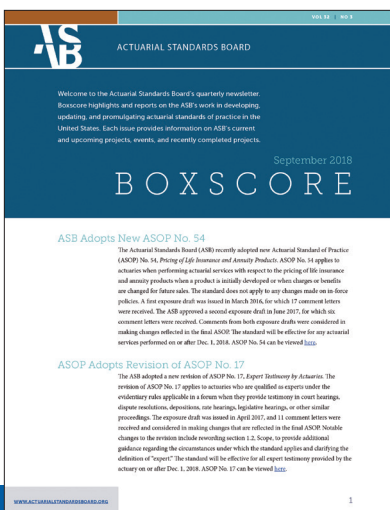 VOL 32 | NO 3
ASB
ACTUARIAL STANDARDS BOARD
Welcome to the Actuarial Standards Board's quarterly newsletter.
Boxscore highlights and reports on the ASB's work in developing,
updating, and promulgating actuarial standards of practice in the
United States. Each issue provides information on ASB's current
and upcoming projects, events, and recently completed projects.
September 2018
BOXSCORE
ASB Adopts New ASOP No. 54
The Actuarial Standards Board (ASB) recently adopted new Actuarial Standard of Practice
(ASOP) No. 54, Pricing of Life Insurance and Annuity Products. ASOP No. 54 applies to
actuaries when performing actuarial services with respect to the pricing of life insurance
and annuity products when a product is initially developed or when charges or benefits
are changed for future sales. The standard does not apply to any changes made on in-force
policies. A first exposure draft was issued in March 2016, for which 17 comment letters
were received. The ASB approved a second exposure draft in June 2017, for which six
comment letters were received. Comments from both exposure drafts were considered in
making changes reflected in the final ASOP. The standard will be effective for any actuarial
services performed on or after Dec. 1, 2018. ASOP No. 54 can be viewed here.
ASOP Adopts Revision of ASOP No. 17
The ASB adopted a new revision of ASOP No. 17, Expert Testimony by Actuaries. The
revision of ASOP No. 17 applies to actuaries who are qualified as experts under the
evidentiary rules applicable in a forum when they provide testimony in court hearings,
dispute resolutions, depositions, rate hearings, legislative hearings, or other similar
proceedings. The exposure draft was issued in April 2017, and 11 comment letters were
received and considered in making changes that are reflected in the final ASOP. Notable
changes to the revision include rewording section 1.2, Scope, to provide additional
guidance regarding the circumstances under which the standard applies and clarifying the
definition of "expert." The standard will be effective for all expert testimony provided by the
actuary on or after Dec. 1, 2018. ASOP No. 17 can be viewed here.
WWW.ACTUARIALSTANDARDSBOARD.ORG
1